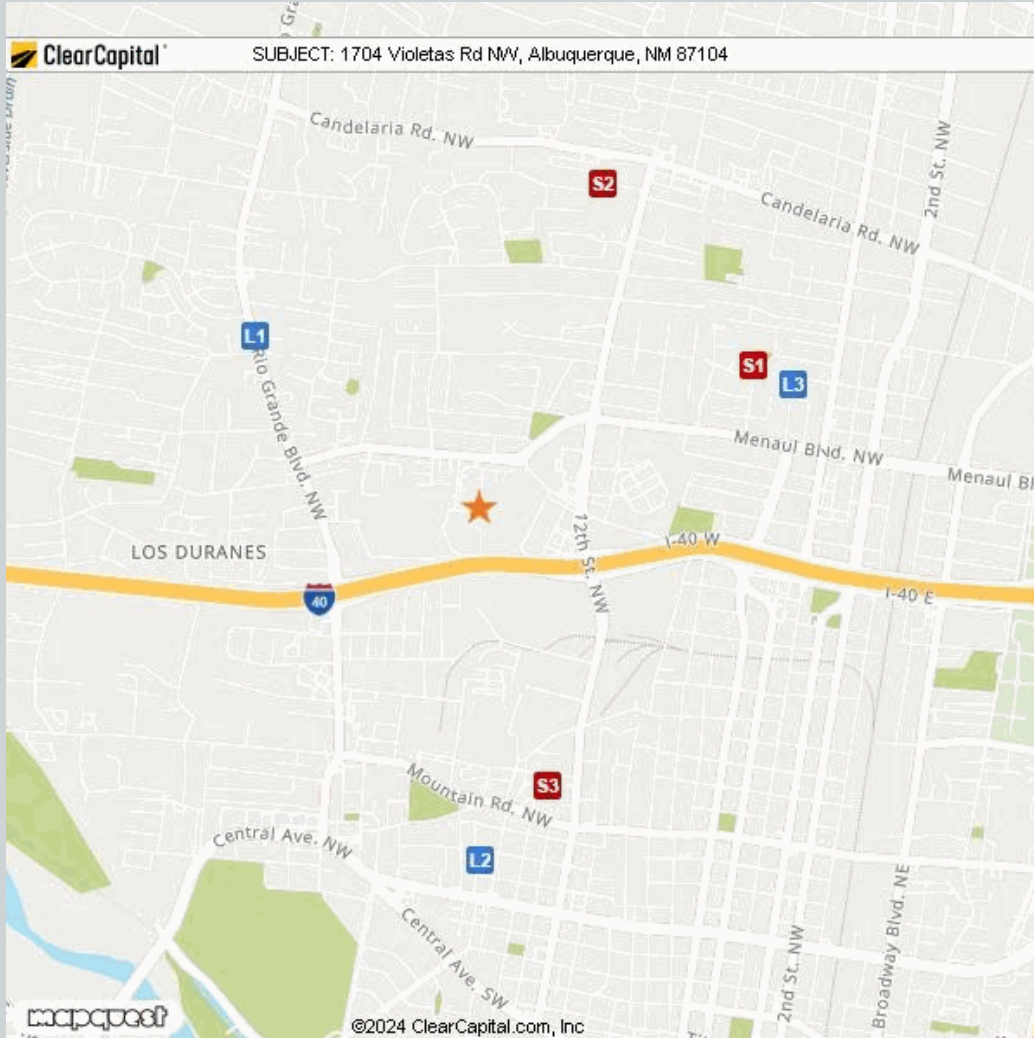 Rio Gra
ClearCapital
SUBJECT: 1704 Violetas Rd NW, Albuquerque, NM 87104
Candelaria Rd. NW
S2
2nd St. NW
Candelaria Rd. NW
L1
S1
L3
Rio Grande Blvd. NW
Menaul Blvd. NW
Menaul Bl
12th St. NW
LOS DURANES
I-40 W
40
I-40 E
S3
Mountain Rd. NW
Central Ave. NW
L2
Central Ave. SW
Broadway Blvd. NE
2nd St. NW
mapquest
©2024 ClearCapital.com, Inc